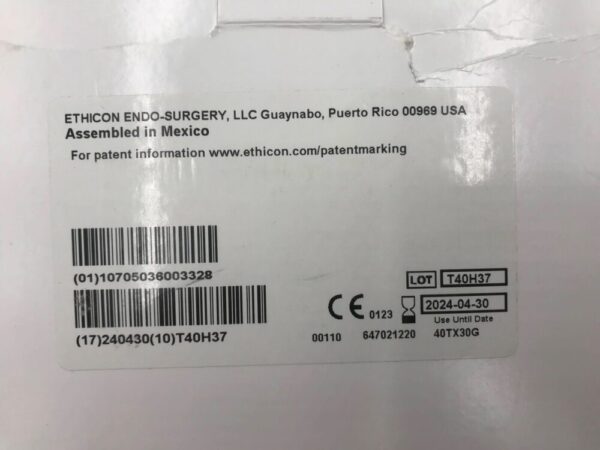 ETHICON ENDO-SURGERY, LLC Guaynabo, Puerto Rico 00969 USA
Assembled in Mexico
For patent information www.ethicon.com/patentmarking
(01)10705036003328
LOT T40H37
(17)240430(10)T40H37
CE 0123 2024-04-30
Use Until Date
00110 647021220 40TX30G